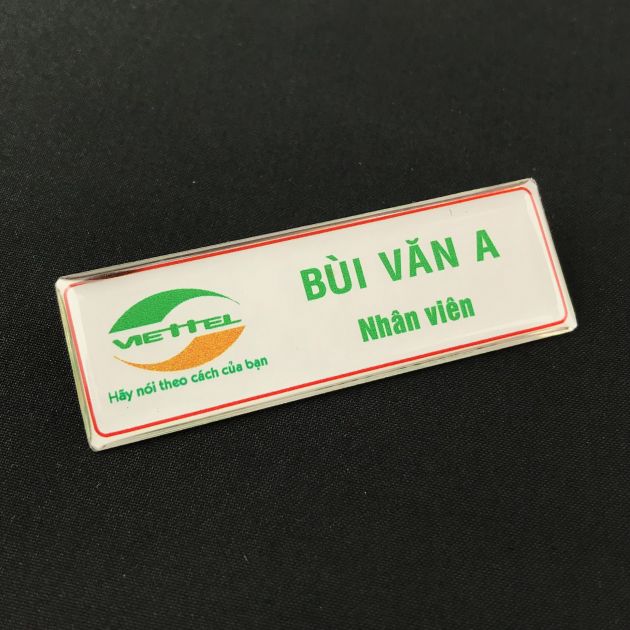 VIETTEL
Hãy nói theo cách của bạn
BÙI VĂN A
Nhân viên